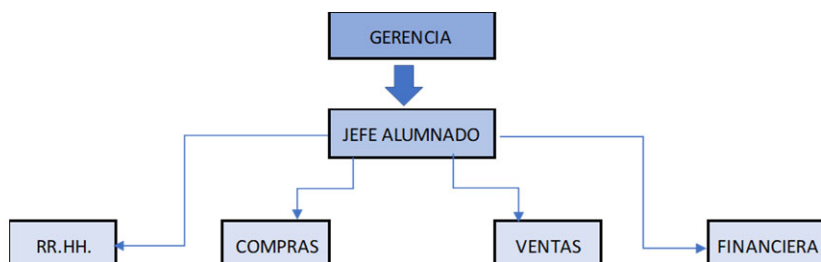 GERENCIA
JEFE ALUMNADO
RR.HH.
COMPRAS
VENTAS
FINANCIERA